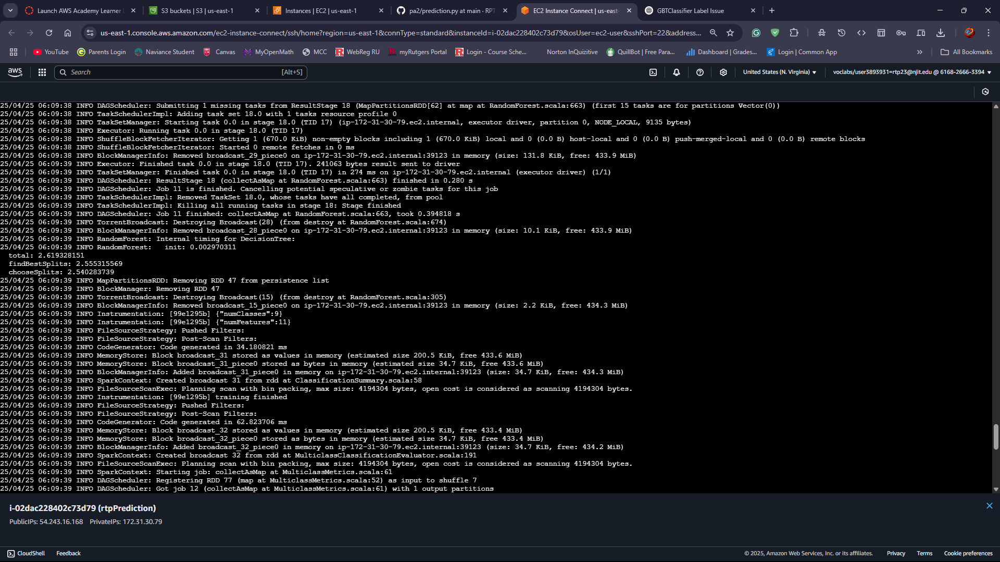 Launch AWS Academy Learner
S3 buckets | S3 | us-east-1
Instances | EC2 | us-east-1
pa2/prediction.py at main · RPT
EC2 Instance Connect | us-east-
GBTClassifier Label Issue
us-east-1.console.aws.amazon.com/ec2-instance-connect/ssh/home?region=us-east-1&connType=standard&instanceId=i-02dac228402c73d79&osUser=ec2-user&sshPort=22&address...
YouTube
Parents Login
Naviance Student
Canvas
MyOpenMath
MCC
WebReg RU
myRutgers Portal
Login - Course Sche...
Norton InQuizitive
QuillBot | Free Para...
Dashboard | Grades...
Login | Common App
All Bookmarks
aws
Search
[Alt+S]
United States (N. Virginia)
voclabs/user3893931=rtp23@njit.edu @ 6168-2666-3394
25/04/25 06:09:38 INFO DAGScheduler: Submitting 1 missing tasks from ResultStage 18 (MapPartitionsRDD[62] at map at RandomForest.scala:663) (first 15 tasks are for partitions Vector(0))
25/04/25 06:09:38 INFO TaskSchedulerImpl: Adding task set 18.0 with 1 tasks resource profile 0
25/04/25 06:09:38 INFO TaskSetManager: Starting task 0.0 in stage 18.0 (TID 17) (ip-172-31-30-79.ec2.internal, executor driver, partition 0, NODE_LOCAL, 9135 bytes)
25/04/25 06:09:38 INFO Executor: Running task 0.0 in stage 18.0 (TID 17)
25/04/25 06:09:38 INFO ShuffleBlockFetcherIterator: Getting 1 (670.0 KiB) non-empty blocks including 1 (670.0 KiB) local and 0 (0.0 B) host-local and 0 (0.0 B) push-merged-local and 0 (0.0 B) remote blocks
25/04/25 06:09:38 INFO ShuffleBlockFetcherIterator: Started 0 remote fetches in 0 ms
25/04/25 06:09:38 INFO BlockManagerInfo: Removed broadcast_29_piece0 on ip-172-31-30-79.ec2.internal:39123 in memory (size: 131.8 KiB, free: 433.9 MiB)
25/04/25 06:09:39 INFO Executor: Finished task 0.0 in stage 18.0 (TID 17). 241063 bytes result sent to driver
25/04/25 06:09:39 INFO TaskSetManager: Finished task 0.0 in stage 18.0 (TID 17) in 274 ms on ip-172-31-30-79.ec2.internal (executor driver) (1/1)
25/04/25 06:09:39 INFO DAGScheduler: ResultStage 18 (collectAsMap at RandomForest.scala:663) finished in 0.280 s
25/04/25 06:09:39 INFO DAGScheduler: Job 11 is finished. Cancelling potential speculative or zombie tasks for this job
25/04/25 06:09:39 INFO TaskSchedulerImpl: Removed TaskSet 18.0, whose tasks have all completed, from pool
25/04/25 06:09:39 INFO TaskSchedulerImpl: Killing all running tasks in stage 18: Stage finished
25/04/25 06:09:39 INFO DAGScheduler: Job 11 finished: collectAsMap at RandomForest.scala:663, took 0.394818 s
25/04/25 06:09:39 INFO TorrentBroadcast: Destroying Broadcast(28) (from destroy at RandomForest.scala:674)
25/04/25 06:09:39 INFO BlockManagerInfo: Removed broadcast_28_piece0 on ip-172-31-30-79.ec2.internal:39123 in memory (size: 10.1 KiB, free: 433.9 MiB)
25/04/25 06:09:39 INFO RandomForest: Internal timing for DecisionTree:
25/04/25 06:09:39 INFO RandomForest:   init: 0.002970311
  total: 2.619328151
  findBestSplits: 2.555315569
  chooseSplits: 2.540283739
25/04/25 06:09:39 INFO MapPartitionsRDD: Removing RDD 47 from persistence list
25/04/25 06:09:39 INFO BlockManager: Removing RDD 47
25/04/25 06:09:39 INFO TorrentBroadcast: Destroying Broadcast(15) (from destroy at RandomForest.scala:305)
25/04/25 06:09:39 INFO BlockManagerInfo: Removed broadcast_15_piece0 on ip-172-31-30-79.ec2.internal:39123 in memory (size: 2.2 KiB, free: 434.3 MiB)
25/04/25 06:09:39 INFO Instrumentation: [99e1295b] {"numClasses":9}
25/04/25 06:09:39 INFO Instrumentation: [99e1295b] {"numFeatures":11}
25/04/25 06:09:39 INFO FileSourceStrategy: Pushed Filters:
25/04/25 06:09:39 INFO FileSourceStrategy: Post-Scan Filters:
25/04/25 06:09:39 INFO CodeGenerator: Code generated in 34.180821 ms
25/04/25 06:09:39 INFO MemoryStore: Block broadcast_31 stored as values in memory (estimated size 200.5 KiB, free 433.6 MiB)
25/04/25 06:09:39 INFO MemoryStore: Block broadcast_31_piece0 stored as bytes in memory (estimated size 34.7 KiB, free 433.6 MiB)
25/04/25 06:09:39 INFO BlockManagerInfo: Added broadcast_31_piece0 in memory on ip-172-31-30-79.ec2.internal:39123 (size: 34.7 KiB, free: 434.3 MiB)
25/04/25 06:09:39 INFO SparkContext: Created broadcast 31 from rdd at ClassificationSummary.scala:58
25/04/25 06:09:39 INFO FileSourceScanExec: Planning scan with bin packing, max size: 4194304 bytes, open cost is considered as scanning 4194304 bytes.
25/04/25 06:09:39 INFO Instrumentation: [99e1295b] training finished
25/04/25 06:09:39 INFO FileSourceStrategy: Pushed Filters:
25/04/25 06:09:39 INFO FileSourceStrategy: Post-Scan Filters:
25/04/25 06:09:39 INFO CodeGenerator: Code generated in 62.823706 ms
25/04/25 06:09:39 INFO MemoryStore: Block broadcast_32 stored as values in memory (estimated size 200.5 KiB, free 433.4 MiB)
25/04/25 06:09:39 INFO MemoryStore: Block broadcast_32_piece0 stored as bytes in memory (estimated size 34.7 KiB, free 433.4 MiB)
25/04/25 06:09:39 INFO BlockManagerInfo: Added broadcast_32_piece0 in memory on ip-172-31-30-79.ec2.internal:39123 (size: 34.7 KiB, free: 434.2 MiB)
25/04/25 06:09:39 INFO SparkContext: Created broadcast 32 from rdd at MulticlassClassificationEvaluator.scala:191
25/04/25 06:09:39 INFO FileSourceScanExec: Planning scan with bin packing, max size: 4194304 bytes, open cost is considered as scanning 4194304 bytes.
25/04/25 06:09:39 INFO SparkContext: Starting job: collectAsMap at MulticlassMetrics.scala:61
25/04/25 06:09:39 INFO DAGScheduler: Registering RDD 77 (map at MulticlassMetrics.scala:52) as input to shuffle 7
25/04/25 06:09:39 INFO DAGScheduler: Got job 12 (collectAsMap at MulticlassMetrics.scala:61) with 1 output partitions
i-02dac228402c73d79 (rtpPrediction)
PublicIPs: 54.243.16.168 PrivateIPs: 172.31.30.79
CloudShell
Feedback
© 2025, Amazon Web Services, Inc. or its affiliates.
Privacy
Terms
Cookie preferences